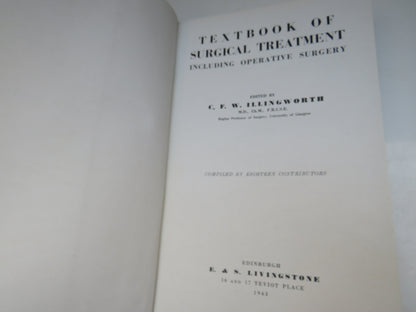 TEXTBOOK OF
SURGICAL TREATMENT
INCLUDING OPERATIVE SURGERY
EDITED BY
C. F. W. ILLINGWORTH
M.D., Ch.M., F.R.C.S.E.
Regius Professor of Surgery, University of Glasgow
COMPILED BY EIGHTEEN CONTRIBUTORS
EDINBURGH
E. & S. LIVINGSTONE
16 AND 17 TEVIOT PLACE